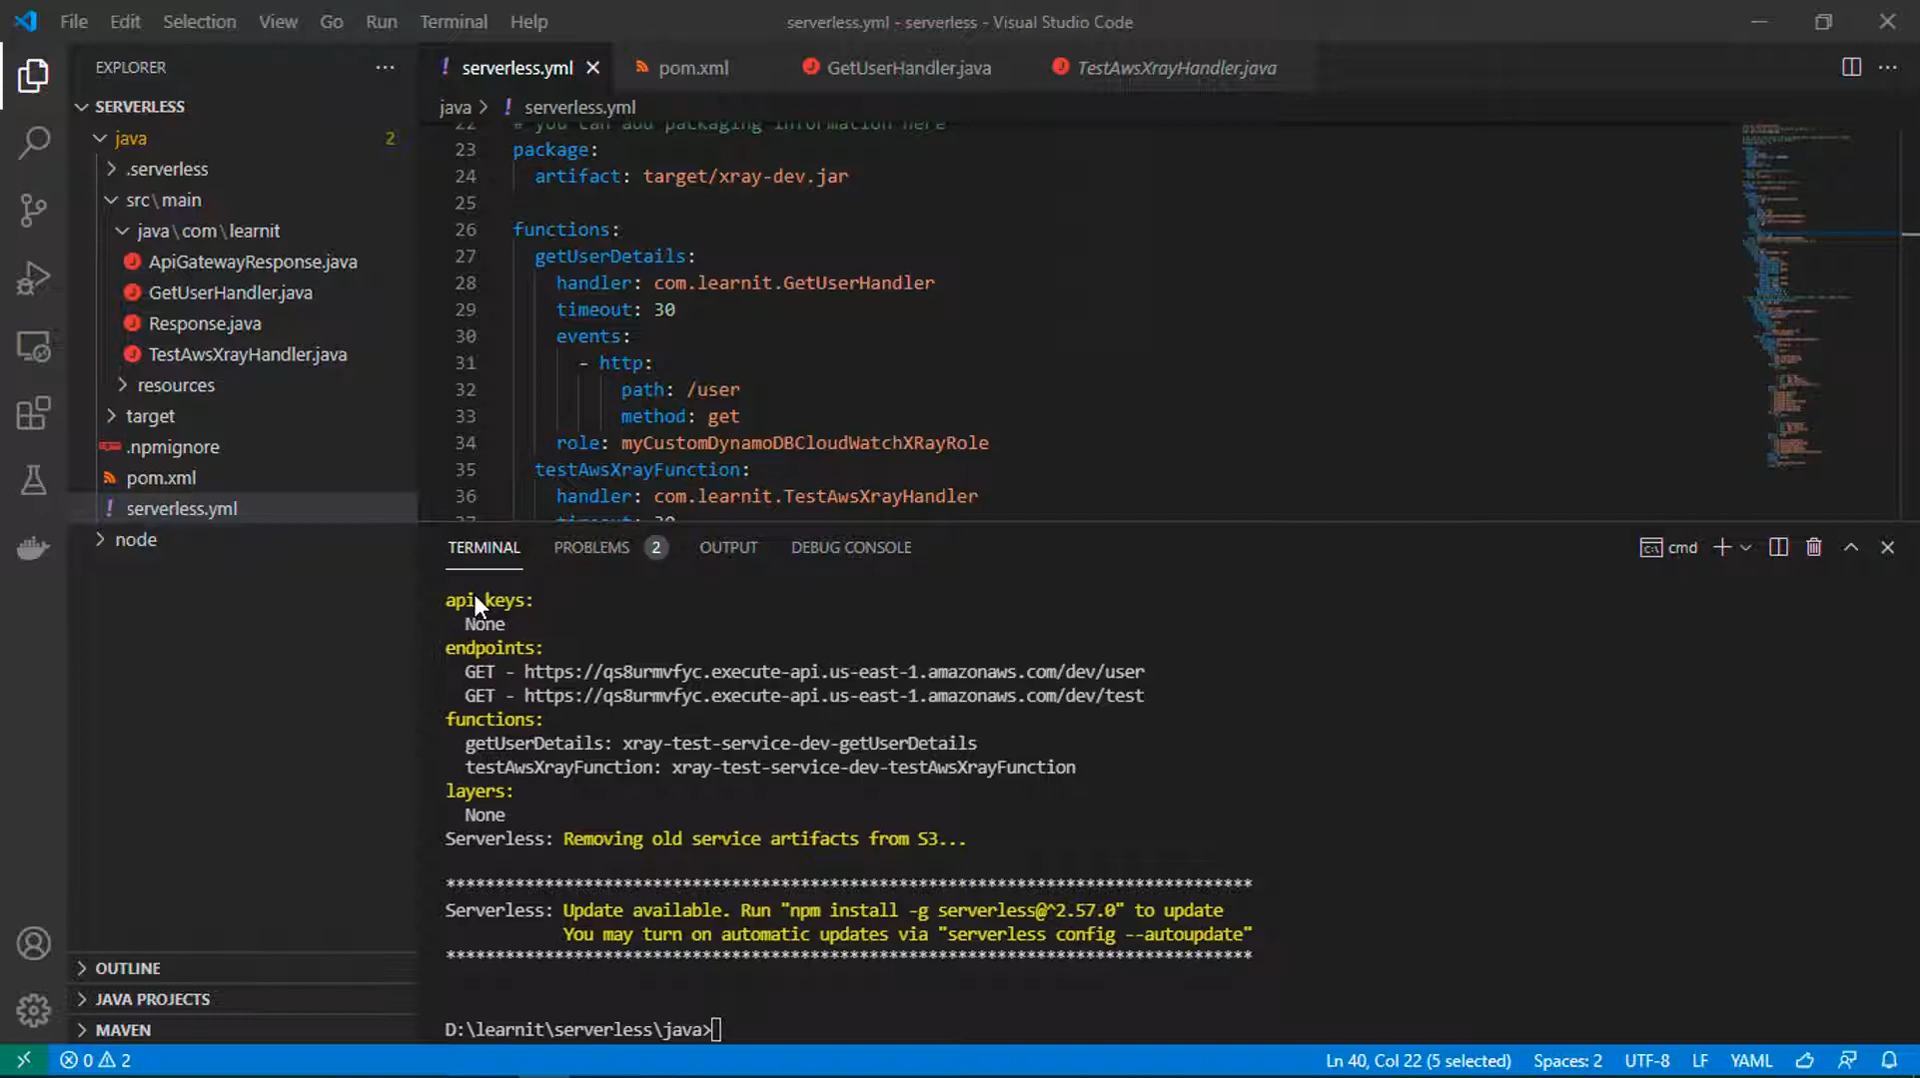 File Edit Selection View Go Run Terminal Help
serverless.yml - serverless - Visual Studio Code
EXPLORER
SERVERLESS
java 2
.serverless
src\main
java\com\learnit
ApiGatewayResponse.java
GetUserHandler.java
Response.java
TestAwsXrayHandler.java
resources
target
.npmignore
pom.xml
serverless.yml
node
OUTLINE
JAVA PROJECTS
MAVEN
serverless.yml pom.xml GetUserHandler.java TestAwsXrayHandler.java
java > ! serverless.yml
22 # you can add packaging information here
23 package:
24 artifact: target/xray-dev.jar
25
26 functions:
27 getUserDetails:
28 handler: com.learnit.GetUserHandler
29 timeout: 30
30 events:
31 - http:
32 path: /user
33 method: get
34 role: myCustomDynamoDBCloudWatchXRayRole
35 testAwsXrayFunction:
36 handler: com.learnit.TestAwsXrayHandler
37 timeout: 30
TERMINAL PROBLEMS 2 OUTPUT DEBUG CONSOLE
cmd
api keys:
None
endpoints:
GET - https://qs8urmvfyc.execute-api.us-east-1.amazonaws.com/dev/user
GET - https://qs8urmvfyc.execute-api.us-east-1.amazonaws.com/dev/test
functions:
getUserDetails: xray-test-service-dev-getUserDetails
testAwsXrayFunction: xray-test-service-dev-testAwsXrayFunction
layers:
None
Serverless: Removing old service artifacts from S3...
**********************************************************************************
Serverless: Update available. Run "npm install -g serverless@^2.57.0" to update
You may turn on automatic updates via "serverless config --autoupdate"
**********************************************************************************
D:\learnit\serverless\java>
0 2
Ln 40, Col 22 (5 selected) Spaces: 2 UTF-8 LF YAML